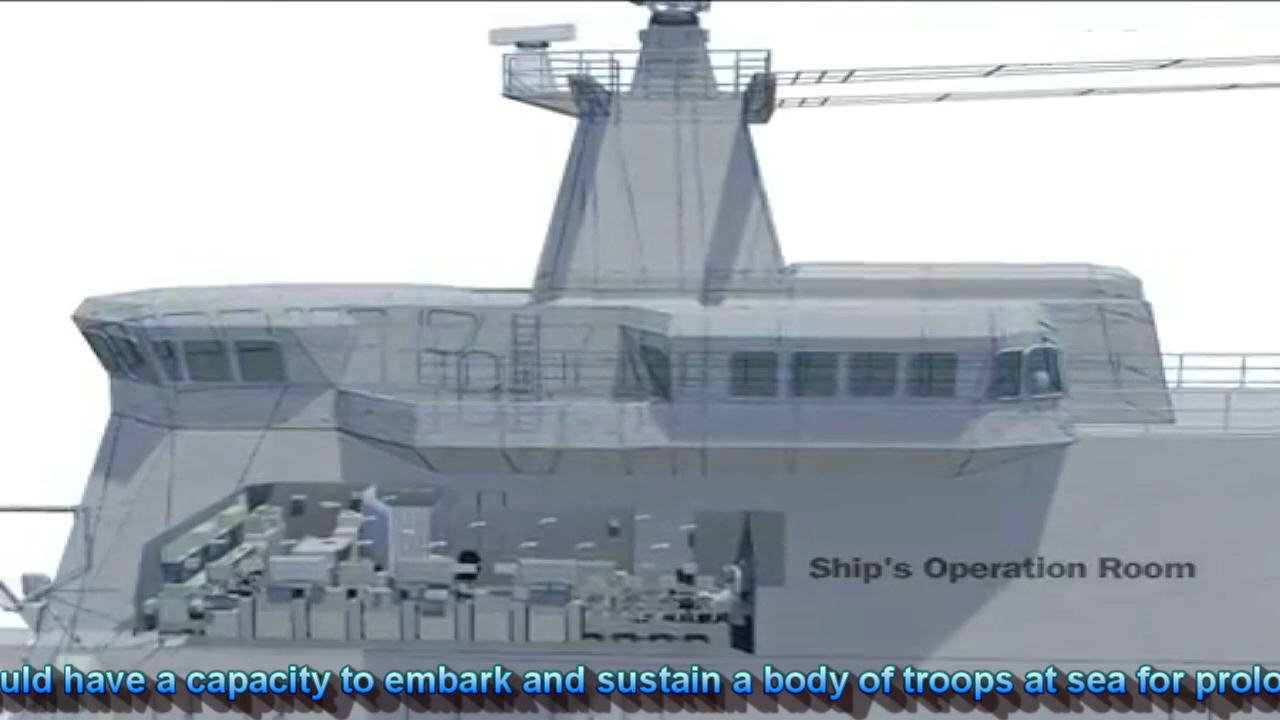 Ship's Operation Room
uld have a capacity to embark and sustain a body of troops at sea for prolo